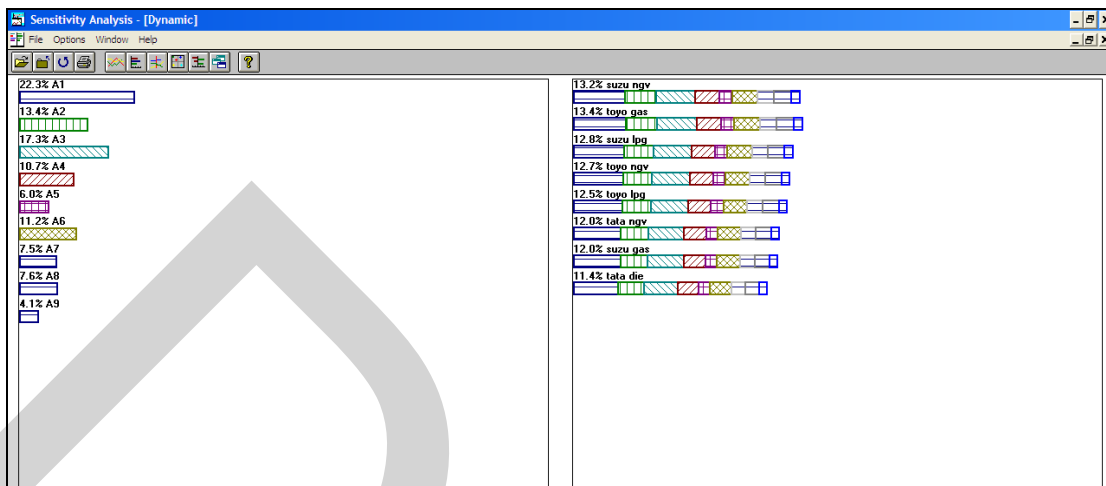 Sensitivity Analysis - [Dynamic]
File Options Window Help
22.3% A1
13.4% A2
17.3% A3
10.7% A4
6.0% A5
11.2% A6
7.5% A7
7.6% A8
4.1% A9
13.2% suzu ngv
13.4% toyo gas
12.8% suzu lpg
12.7% toyo ngv
12.5% toyo lpg
12.0% tata ngv
12.0% suzu gas
11.4% tata die